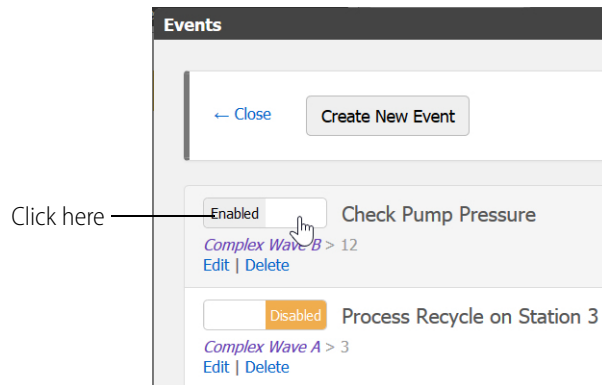 Events
← Close Create New Event
Click here
Enabled Check Pump Pressure
Complex Wave B > 12
Edit | Delete
Disabled Process Recycle on Station 3
Complex Wave A > 3
Edit | Delete